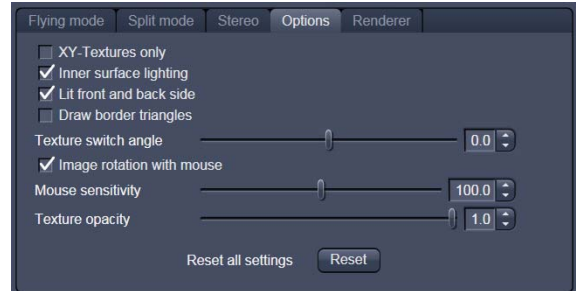 Flying mode Split mode Stereo Options Renderer
XY-Textures only
Inner surface lighting
Lit front and back side
Draw border triangles
Texture switch angle 0.0
Image rotation with mouse
Mouse sensitivity 100.0
Texture opacity 1.0
Reset all settings Reset